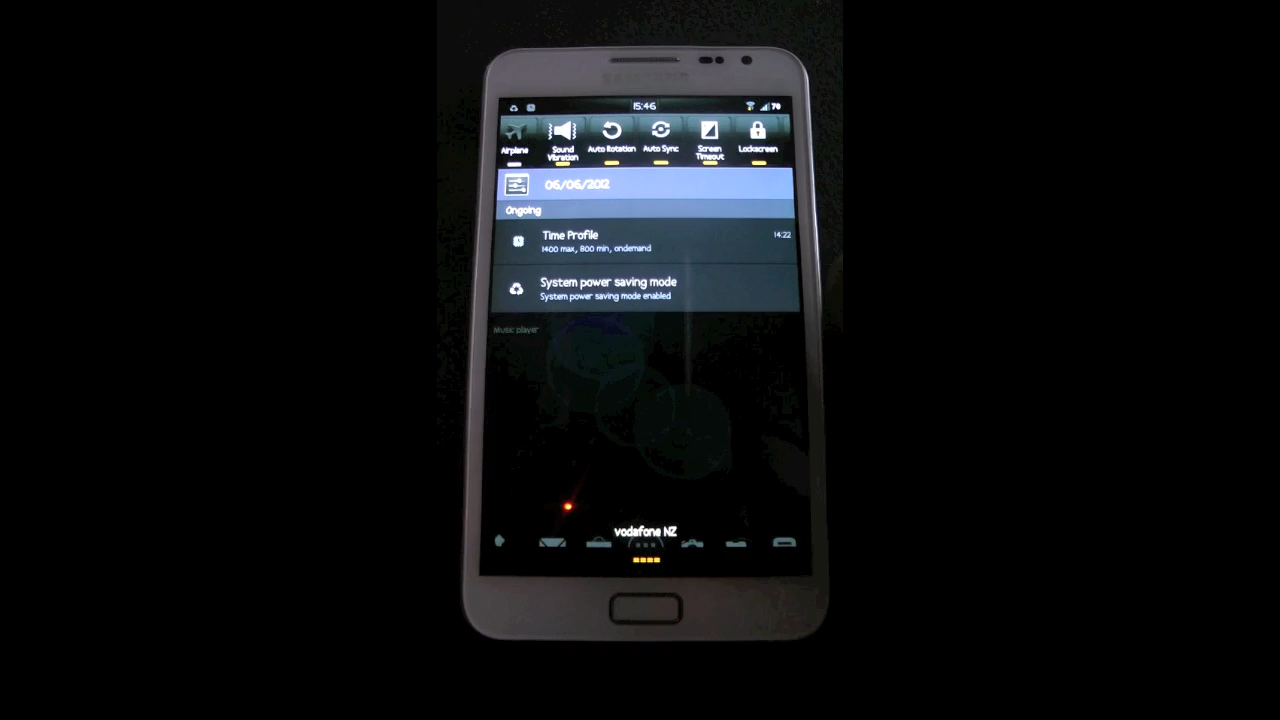 SAMSUNG
15:46
70
Airplane
Sound Vibration
Auto Rotation
Auto Sync
Screen Timeout
Lockscreen
06/06/2012
Ongoing
Time Profile
14:22
1400 max, 800 min, ondemand
System power saving mode
System power saving mode enabled
Music player
vodafone NZ